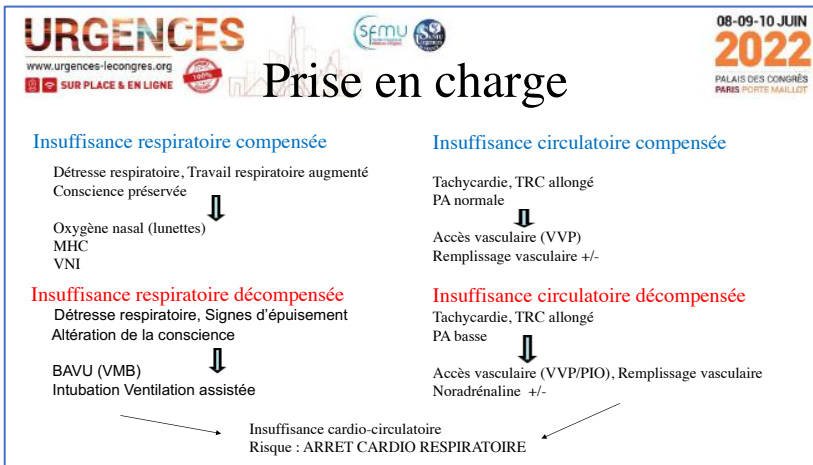 URGENCES
www.urgences-lecongres.org
SUR PLACE & EN LIGNE
100%
sfmu
08-09-10 JUIN
2022
PALAIS DES CONGRÈS
PARIS PORTE MAILLOT
Prise en charge
Insuffisance respiratoire compensée
Détresse respiratoire, Travail respiratoire augmenté
Conscience préservée
Oxygène nasal (lunettes)
MHC
VNI
Insuffisance respiratoire décompensée
Détresse respiratoire, Signes d'épuisement
Altération de la conscience
BAVU (VMB)
Intubation Ventilation assistée
Insuffisance circulatoire compensée
Tachycardie, TRC allongé
PA normale
Accès vasculaire (VVP)
Remplissage vasculaire +/-
Insuffisance circulatoire décompensée
Tachycardie, TRC allongé
PA basse
Accès vasculaire (VVP/PIO), Remplissage vasculaire
Noradrénaline +/-
Insuffisance cardio-circulatoire
Risque : ARRET CARDIO RESPIRATOIRE